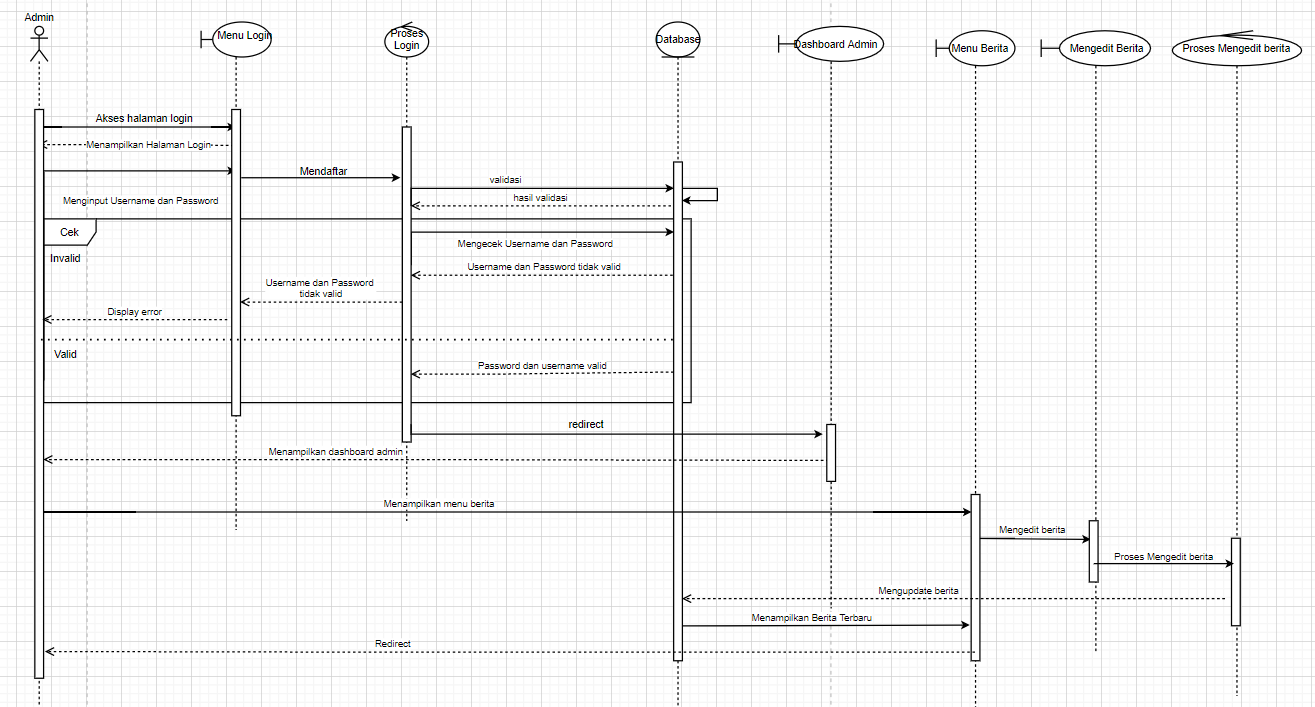 Admin
Menu Login
Proses
Login
Database
Dashboard Admin
Menu Berita
Mengedit Berita
Proses Mengedit berita
Akses halaman login
Menampilkan Halaman Login
Mendaftar
validasi
hasil validasi
Menginput Username dan Password
Cek
Mengecek Username dan Password
Invalid
Username dan Password tidak valid
Username dan Password
tidak valid
Display error
Valid
Password dan username valid
redirect
Menampilkan dashboard admin
Menampilkan menu berita
Mengedit berita
Proses Mengedit berita
Mengupdate berita
Menampilkan Berita Terbaru
Redirect